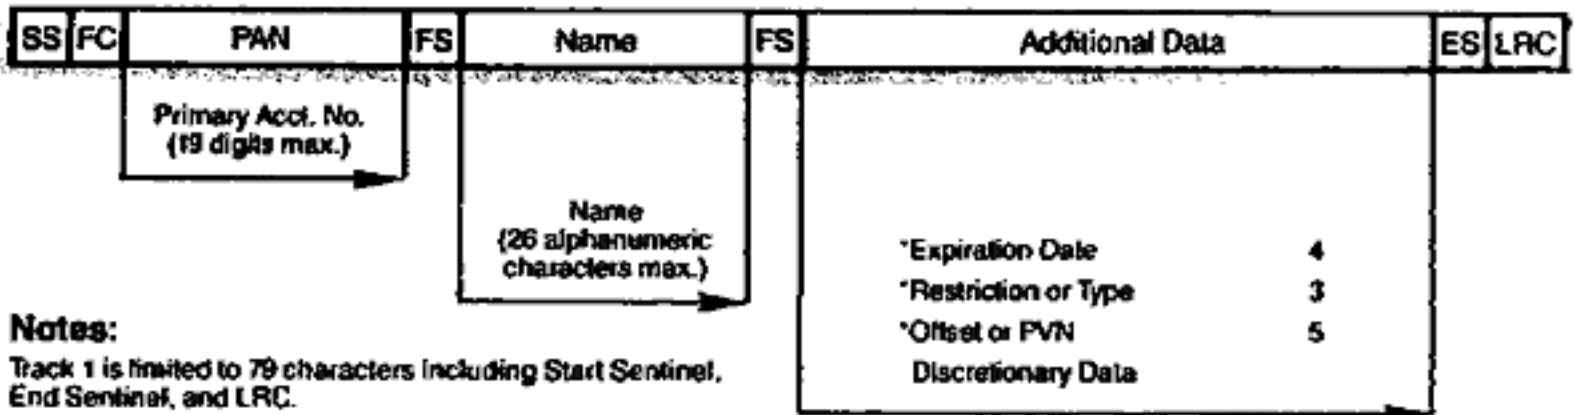 SS FC PAN FS Name FS Additional Data ES LRC
Primary Acct. No.
(19 digits max.)
Name
(26 alphanumeric
characters max.)
*Expiration Date 4
*Restriction or Type 3
*Offset or PVN 5
Discretionary Data
Notes:
Track 1 is limited to 79 characters including Start Sentinel,
End Sentinel, and LRC.